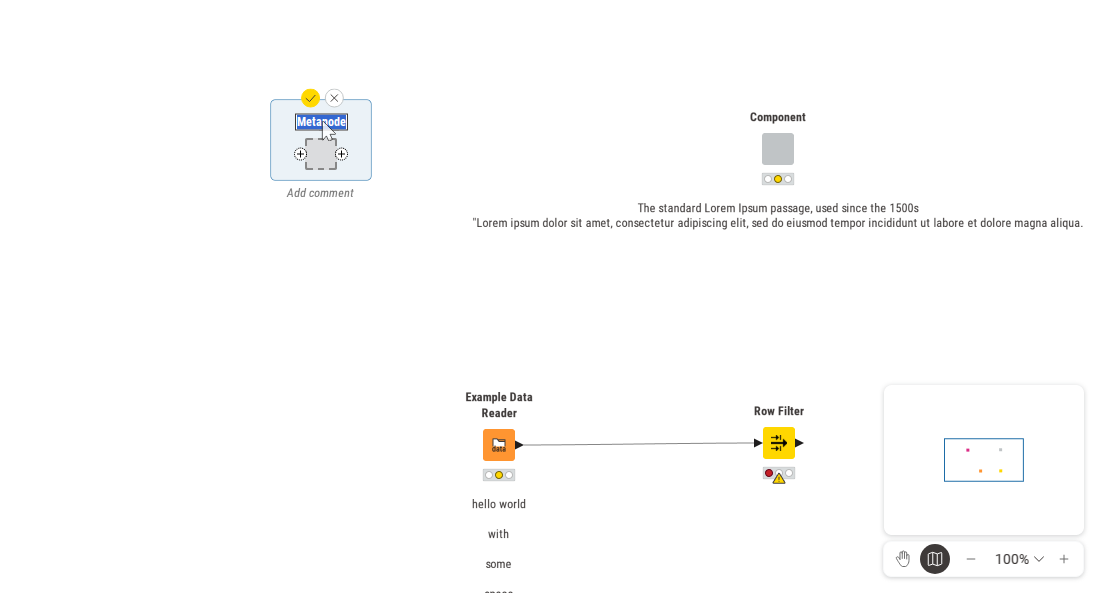 Metanode
Add comment
Component
The standard Lorem Ipsum passage, used since the 1500s
"Lorem ipsum dolor sit amet, consectetur adipiscing elit, sed do eiusmod tempor incididunt ut labore et dolore magna aliqua.
Example Data
Reader
data
hello world
with
some
Row Filter
100%